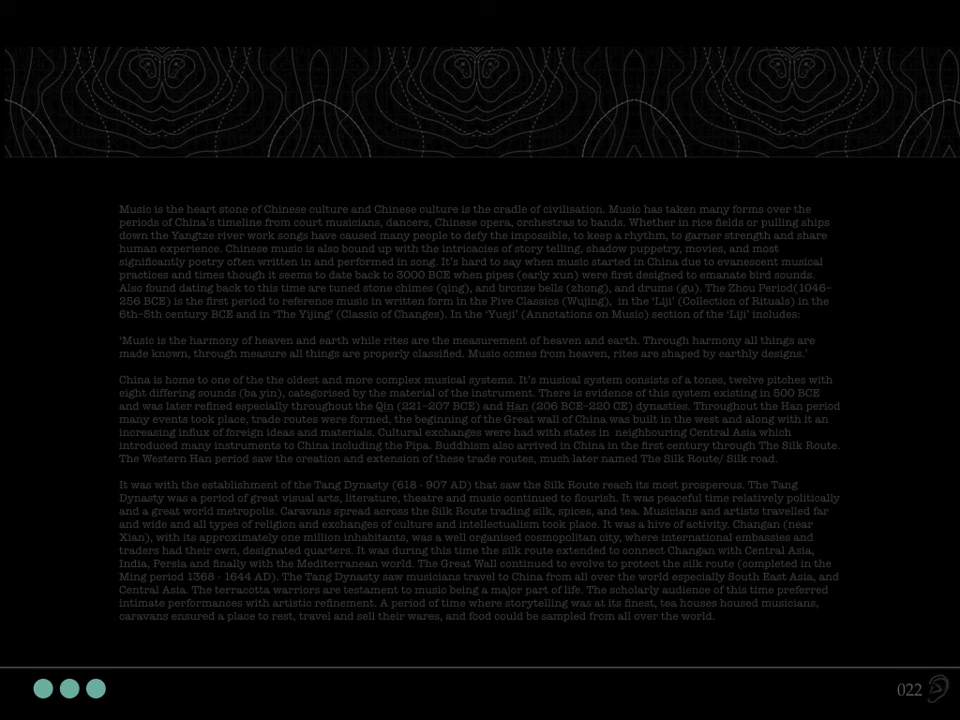 Music is the heart stone of Chinese culture and Chinese culture is the cradle of civilisation. Music has taken many forms over the
periods of China's timeline from court musicians, dancers, Chinese opera, orchestras to bands. Whether in rice fields or pulling ships
down the Yangtze river work songs have caused many people to defy the impossible, to keep a rhythm, to garner strength and share
human experience. Chinese music is also bound up with the intricacies of story telling, shadow puppetry, movies, and most
significantly poetry often written in and performed in song. It's hard to say when music started in China due to evanescent musical
practices and times though it seems to date back to 3000 BCE when pipes (early xun) were first designed to emanate bird sounds.
Also found dating back to this time are tuned stone chimes (qing), and bronze bells (zhong), and drums (gu). The Zhou Period(1046–
256 BCE) is the first period to reference music in written form in the Five Classics (Wujing),  in the 'Liji' (Collection of Rituals) in the
6th–5th century BCE and in 'The Yijing' (Classic of Changes). In the 'Yueji' (Annotations on Music) section of the 'Liji' includes:
'Music is the harmony of heaven and earth while rites are the measurement of heaven and earth. Through harmony all things are
made known, through measure all things are properly classified. Music comes from heaven, rites are shaped by earthly designs.'
China is home to one of the the oldest and more complex musical systems. It's musical system consists of a tones, twelve pitches with
eight differing sounds (ba yin), categorised by the material of the instrument. There is evidence of this system existing in 500 BCE
and was later refined especially throughout the Qin (221–207 BCE) and Han (206 BCE–220 CE) dynasties. Throughout the Han period
many events took place, trade routes were formed, the beginning of the Great wall of China was built in the west and along with it an
increasing influx of foreign ideas and materials. Cultural exchanges were had with states in  neighbouring Central Asia which
introduced many instruments to China including the Pipa. Buddhism also arrived in China in the first century through The Silk Route.
The Western Han period saw the creation and extension of these trade routes, much later named The Silk Route/ Silk road.
It was with the establishment of the Tang Dynasty (618 - 907 AD) that saw the Silk Route reach its most prosperous. The Tang
Dynasty was a period of great visual arts, literature, theatre and music continued to flourish. It was peaceful time relatively politically
and a great world metropolis. Caravans spread across the Silk Route trading silk, spices, and tea. Musicians and artists travelled far
and wide and all types of religion and exchanges of culture and intellectualism took place. It was a hive of activity. Changan (near
Xian), with its approximately one million inhabitants, was a well organised cosmopolitan city, where international embassies and
traders had their own, designated quarters. It was during this time the silk route extended to connect Changan with Central Asia,
India, Persia and finally with the Mediterranean world. The Great Wall continued to evolve to protect the silk route (completed in the
Ming period 1368 - 1644 AD). The Tang Dynasty saw musicians travel to China from all over the world especially South East Asia, and
Central Asia. The terracotta warriors are testament to music being a major part of life. The scholarly audience of this time preferred
intimate performances with artistic refinement. A period of time where storytelling was at its finest, tea houses housed musicians,
caravans ensured a place to rest, travel and sell their wares, and food could be sampled from all over the world.
022